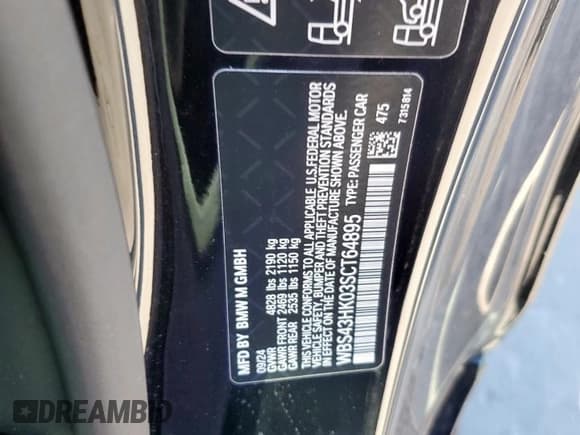 MFD BY BMW M GMBH
09/24
GVWR 4828 lbs 2190 kg
GAWR FRONT 2469 lbs 1120 kg
GAWR REAR 2535 lbs 1150 kg
THIS VEHICLE CONFORMS TO ALL APPLICABLE U.S.FEDERAL MOTOR
VEHICLE SAFETY, BUMPER AND THEFT PREVENTION STANDARDS
IN EFFECT ON THE DATE OF MANUFACTURE SHOWN ABOVE.
WBS43HK03SCT64895 TYPE: PASSENGER CAR
475
7315814
DREAMBID